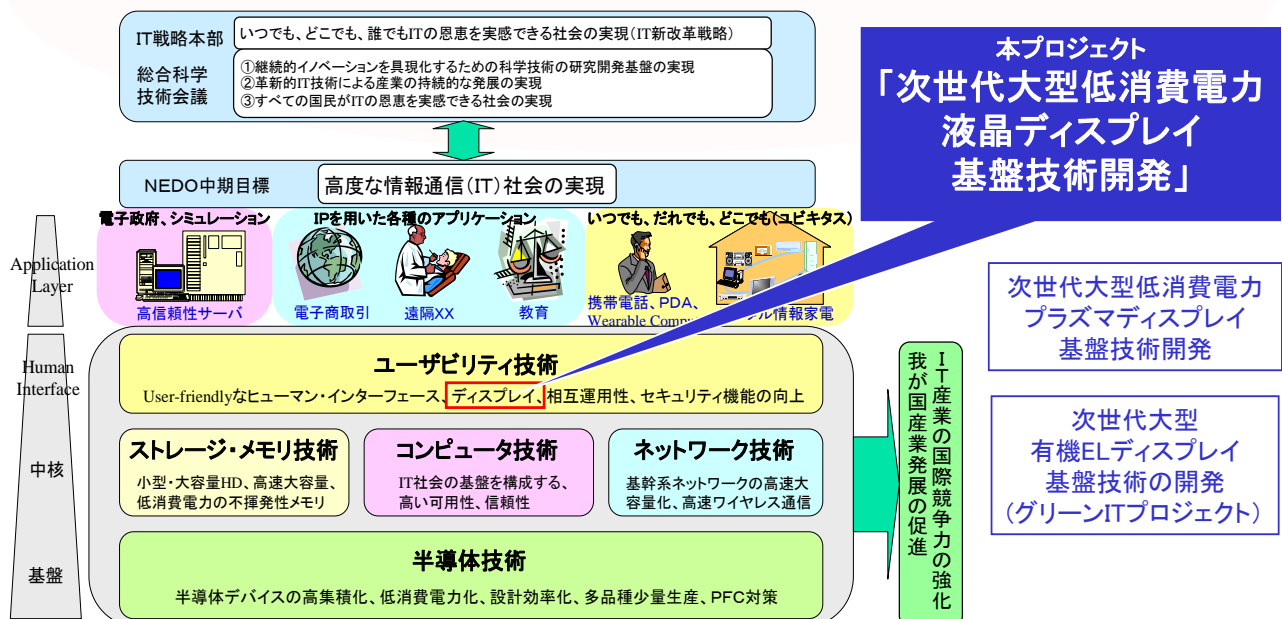 IT戦略本部
いつでも、どこでも、誰でもITの恩恵を実感できる社会の実現(IT新改革戦略)
総合科学
技術会議
①継続的イノベーションを具現化するための科学技術の研究開発基盤の実現
②革新的IT技術による産業の持続的な発展の実現
③すべての国民がITの恩恵を実感できる社会の実現
本プロジェクト
「次世代大型低消費電力
液晶ディスプレイ
基盤技術開発」
NEDO中期目標
高度な情報通信(IT)社会の実現
電子政府、シミュレーション
IPを用いた各種のアプリケーション
いつでも、だれでも、どこでも(ユビキタス)
Application
Layer
高信頼性サーバ
電子商取引
遠隔XX
教育
携帯電話、PDA、
Wearable Comp
ル情報家電
次世代大型低消費電力
プラズマディスプレイ
基盤技術開発
Human
Interface
ユーザビリティ技術
User-friendlyなヒューマン・インターフェース、ディスプレイ、相互運用性、セキュリティ機能の向上
中核
ストレージ・メモリ技術
小型・大容量HD、高速大容量、
低消費電力の不揮発性メモリ
コンピュータ技術
IT社会の基盤を構成する、
高い可用性、信頼性
ネットワーク技術
基幹系ネットワークの高速大
容量化、高速ワイヤレス通信
IT産業の国際競争力の強化
我が国産業発展の促進
次世代大型
有機ELディスプレイ
基盤技術の開発
(グリーンITプロジェクト)
基盤
半導体技術
半導体デバイスの高集積化、低消費電力化、設計効率化、多品種少量生産、PFC対策